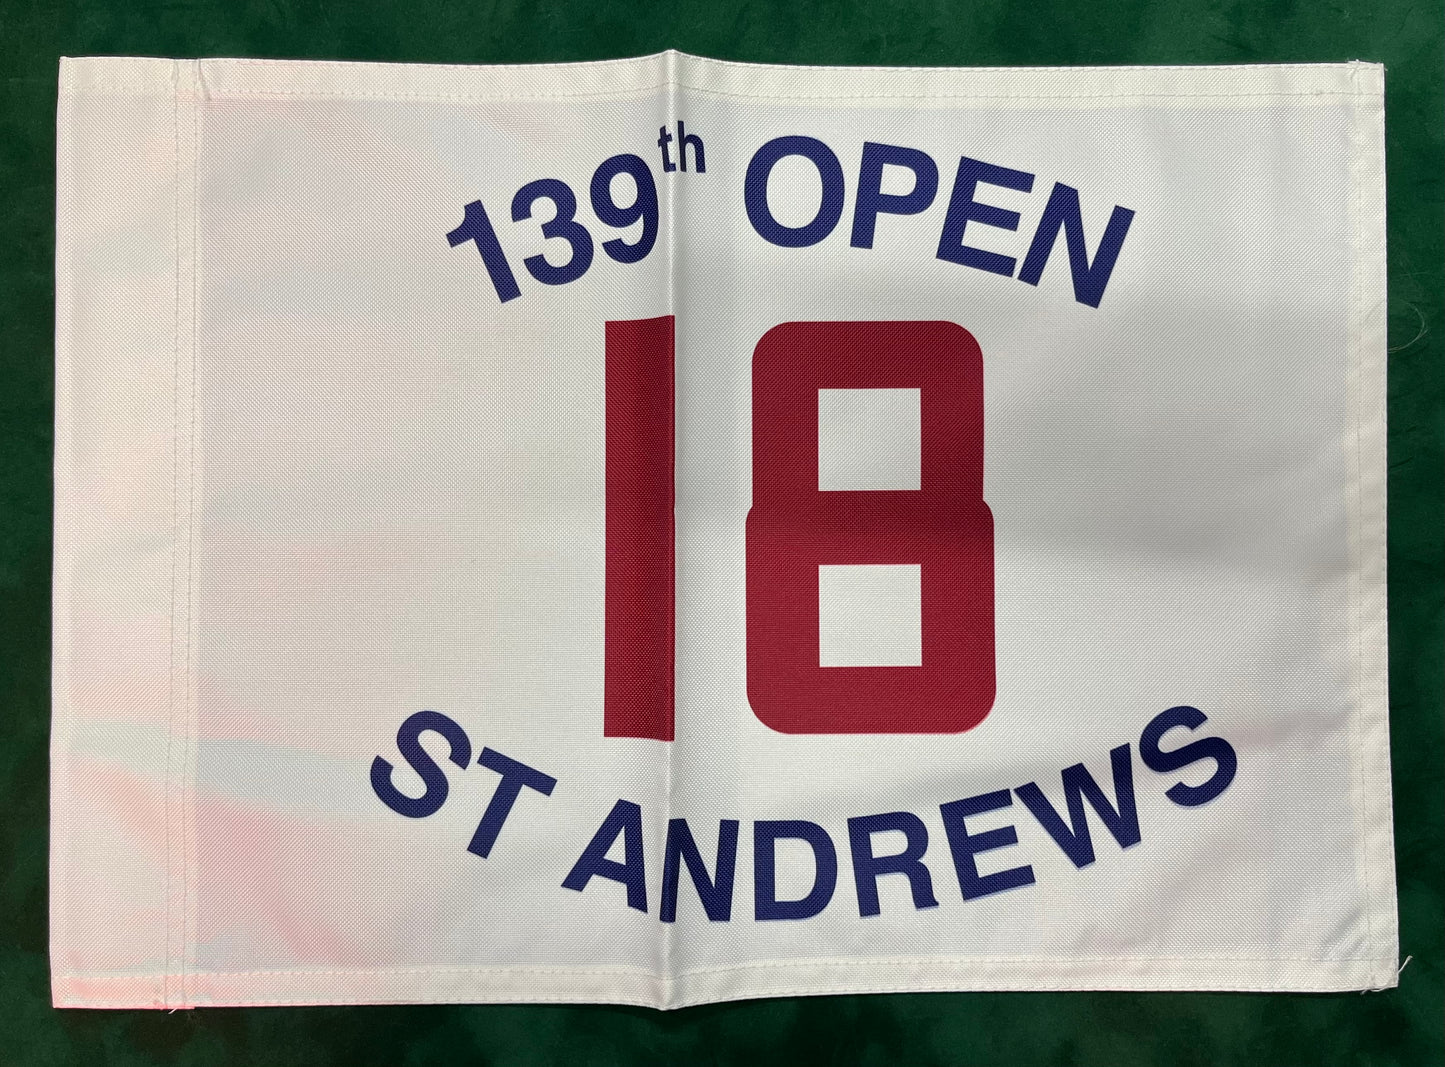 139th OPEN
18
ST ANDREWS